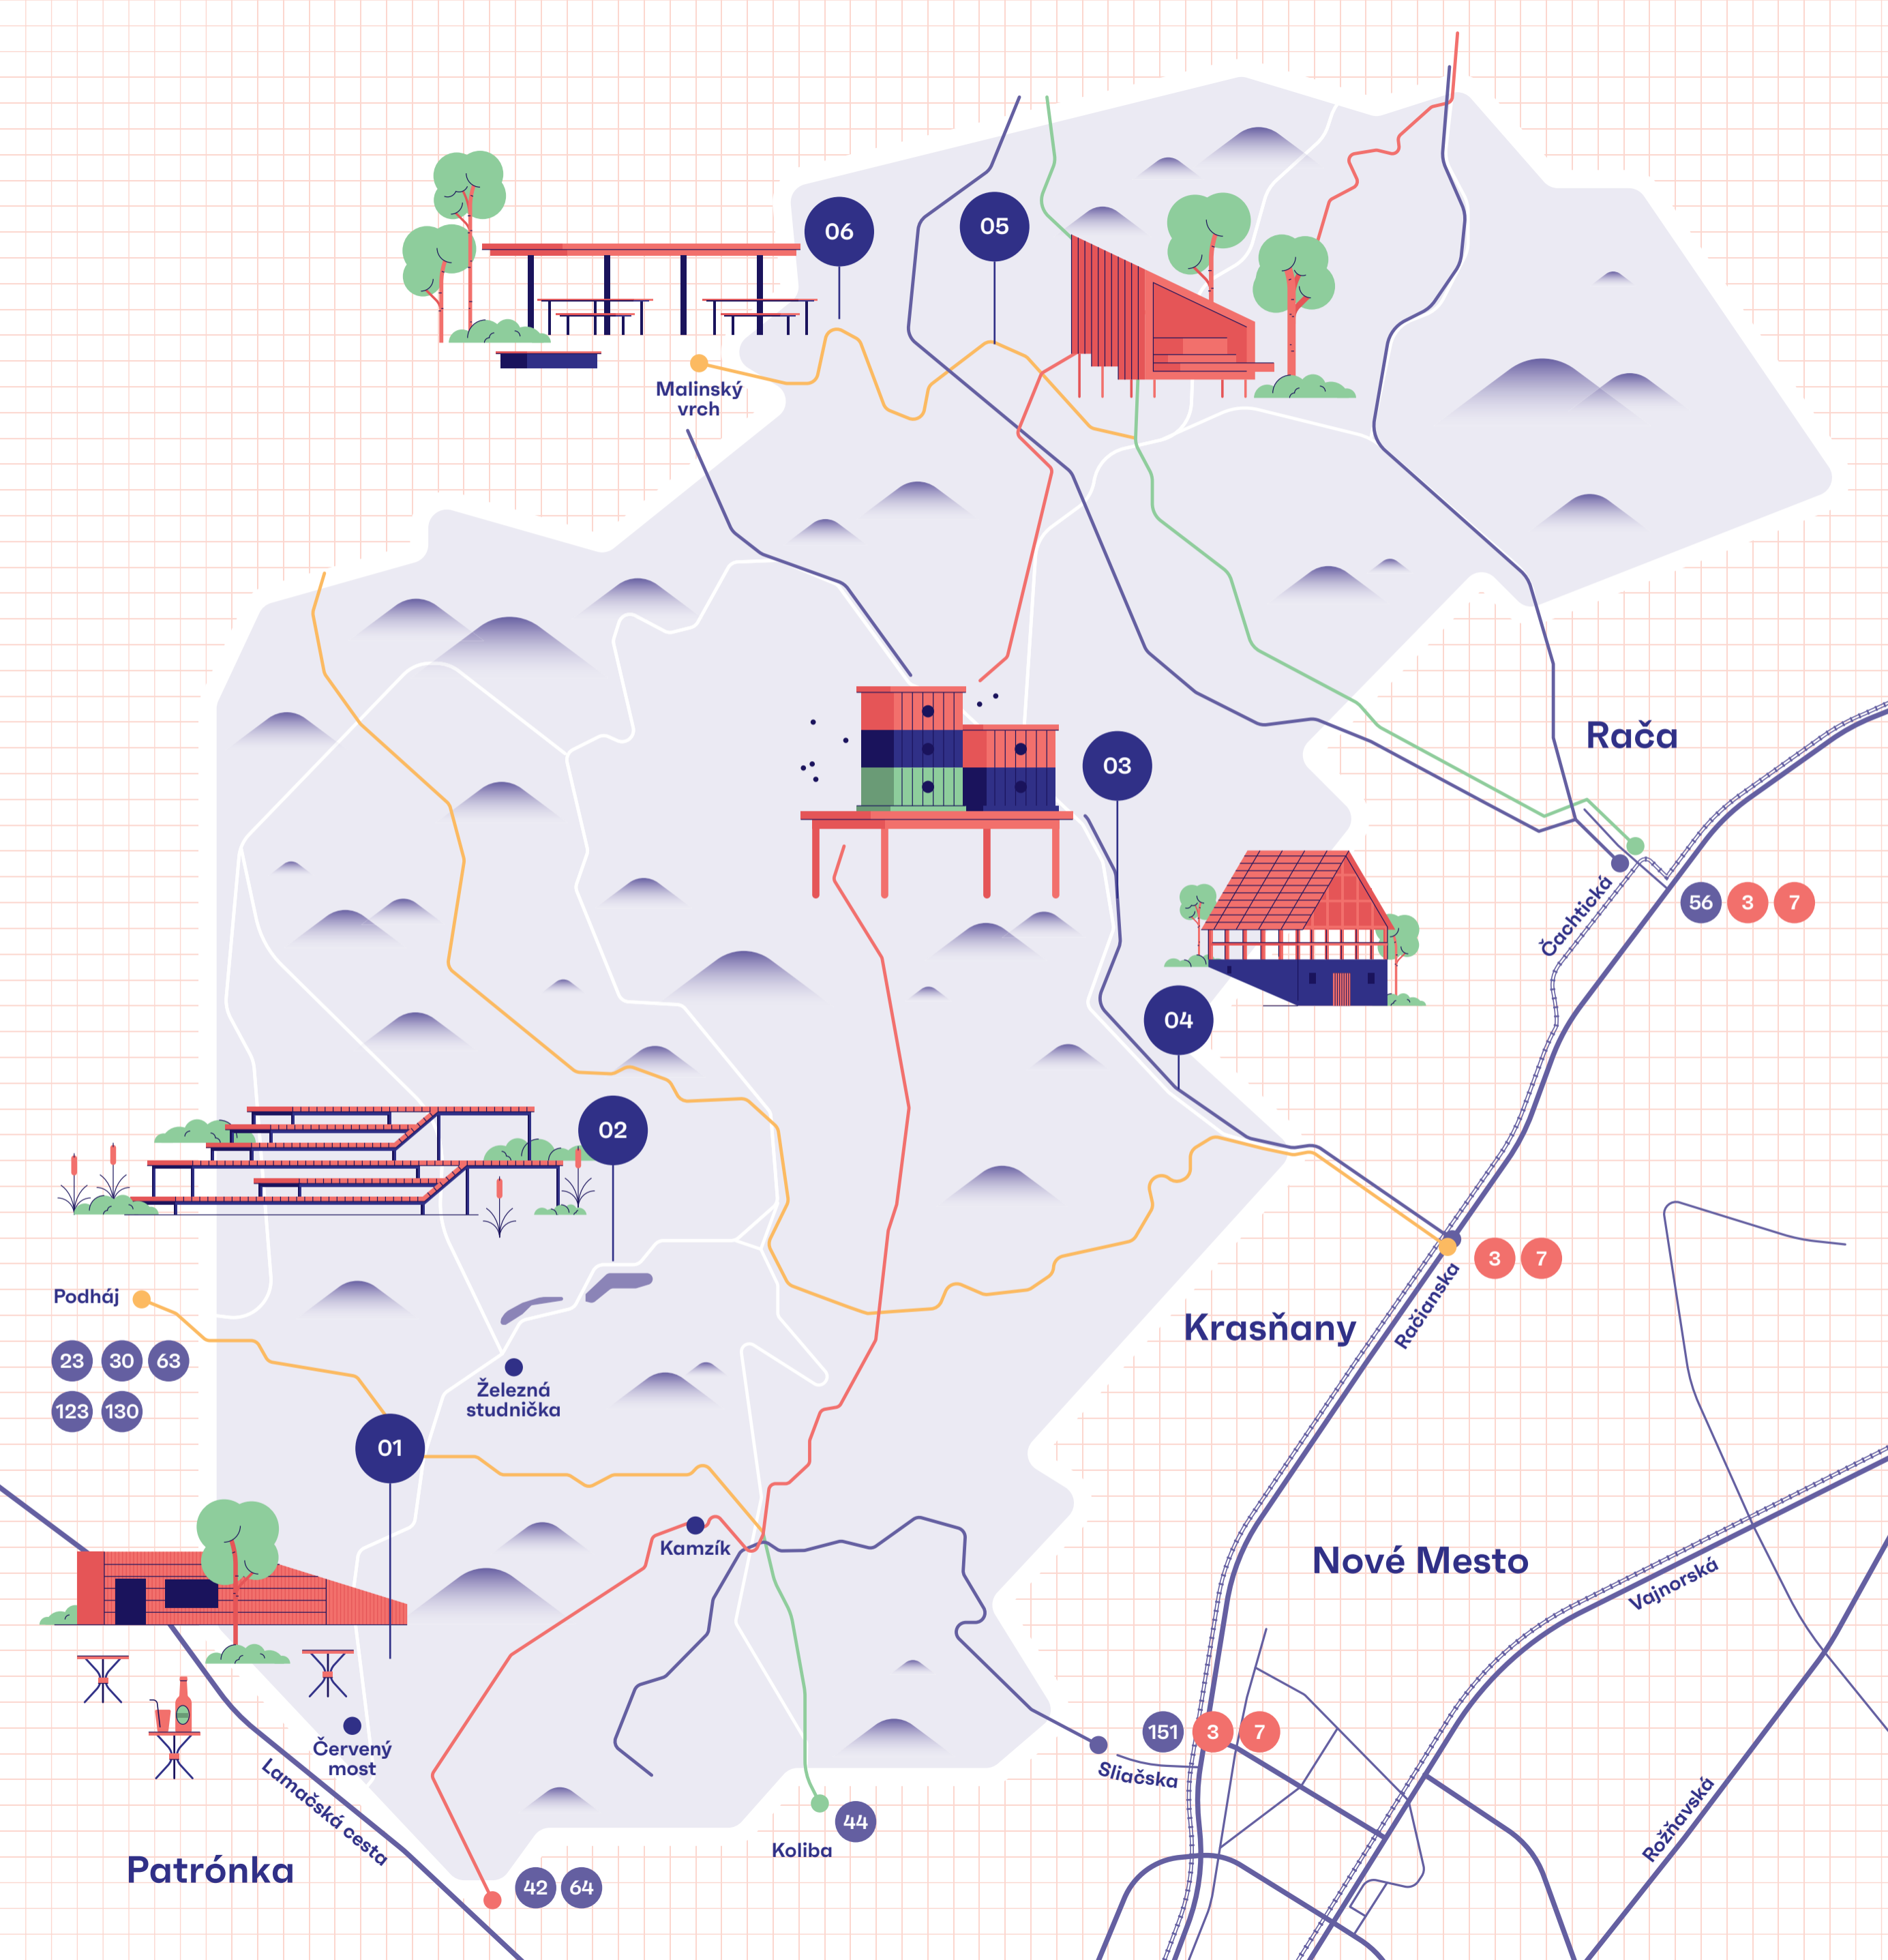 06
05
Malinský
vrch
Rača
03
56 3 7
Čachtická
04
02
3 7
Podháj
Račianska
Krasňany
23 30 63
Železná
studnička
123 130
01
Kamzík
Nové Mesto
Vajnorská
151 3 7
Červený
most
Sliačska
Lamačská cesta
44
Koliba
Rožňavská
Patrónka
42 64